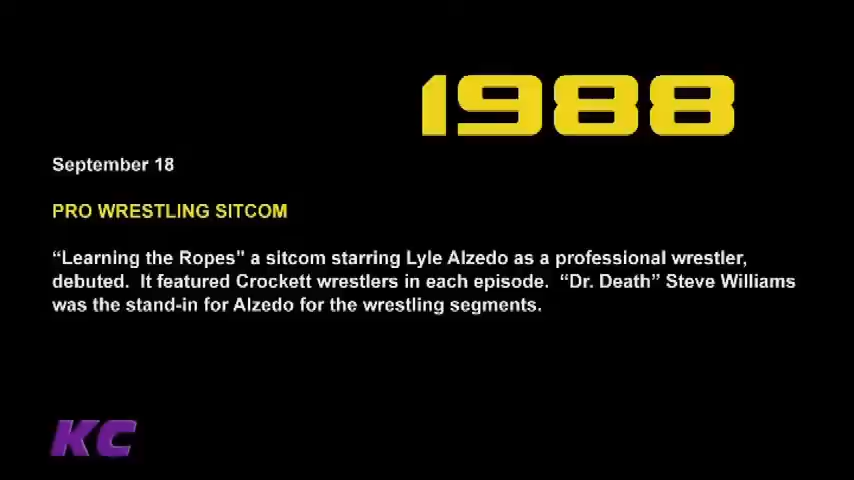 1988
September 18
PRO WRESTLING SITCOM
“Learning the Ropes" a sitcom starring Lyle Alzedo as a professional wrestler,
debuted.  It featured Crockett wrestlers in each episode.  “Dr. Death” Steve Williams
was the stand-in for Alzedo for the wrestling segments.
KC